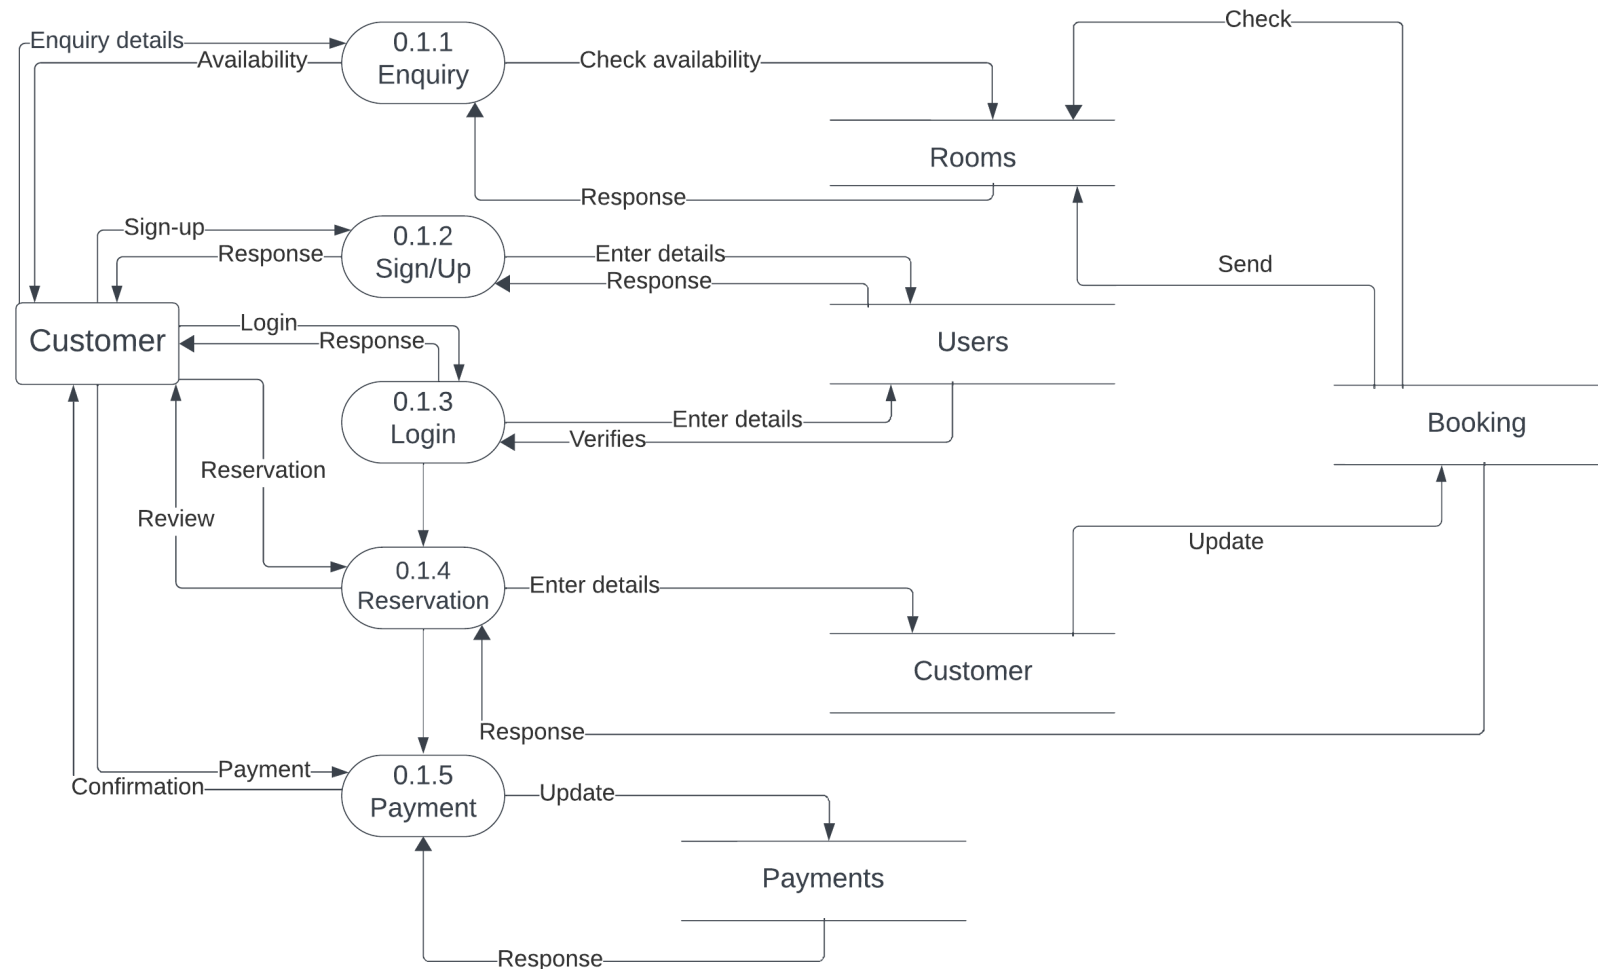 Check
Enquiry details
0.1.1
Enquiry
Availability
Check availability
Rooms
Response
Sign-up
0.1.2
Sign/Up
Response
Enter details
Response
Send
Customer
Login
Response
Users
0.1.3
Login
Enter details
Verifies
Booking
Reservation
Review
Update
0.1.4
Reservation
Enter details
Customer
Response
0.1.5
Payment
Payment
Confirmation
Update
Payments
Response